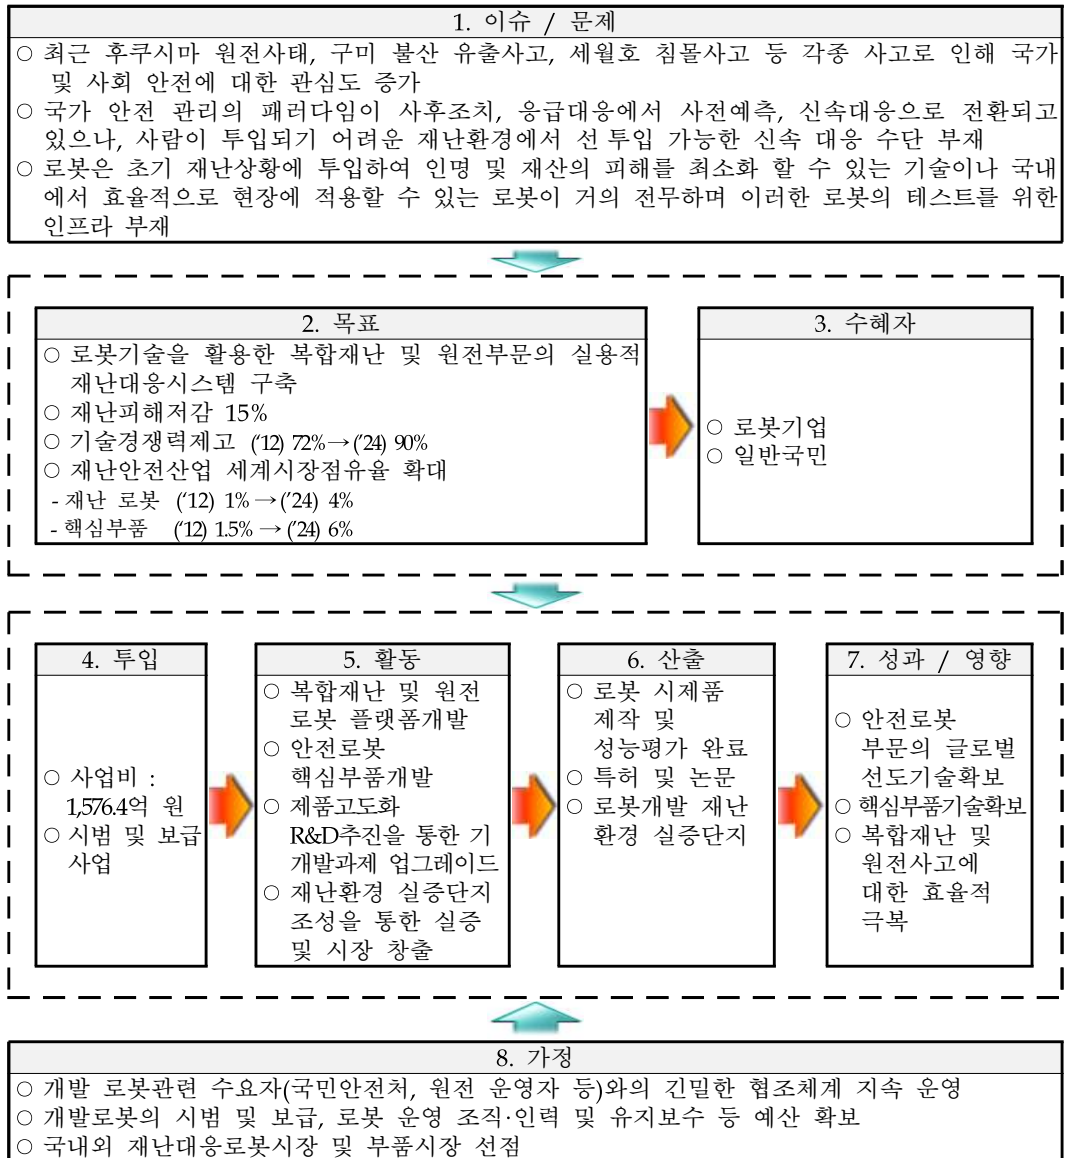 1. 이슈 / 문제
○ 최근 후쿠시마 원전사태, 구미 불산 유출사고, 세월호 침몰사고 등 각종 사고로 인해 국가
및 사회 안전에 대한 관심도 증가
○ 국가 안전 관리의 패러다임이 사후조치, 응급대응에서 사전예측, 신속대응으로 전환되고
있으나, 사람이 투입되기 어려운 재난환경에서 선 투입 가능한 신속 대응 수단 부재
○ 로봇은 초기 재난상황에 투입하여 인명 및 재산의 피해를 최소화 할 수 있는 기술이나 국내
에서 효율적으로 현장에 적용할 수 있는 로봇이 거의 전무하며 이러한 로봇의 테스트를 위한
인프라 부재
2. 목표
○ 로봇기술을 활용한 복합재난 및 원전부문의 실용적
재난대응시스템 구축
○ 재난피해저감 15%
○ 기술경쟁력제고 (‘12) 72%→(’24) 90%
○ 재난안전산업 세계시장점유율 확대
- 재난 로봇 (‘12) 1%→(’24) 4%
- 핵심부품 (‘12) 1.5%→(’24) 6%
3. 수혜자
○ 로봇기업
○ 일반국민
4. 투입
○ 사업비 :
1,576.4억 원
○ 시범 및 보급
사업
5. 활동
○ 복합재난 및 원전
로봇 플랫폼개발
○ 안전로봇
핵심부품개발
○ 제품고도화
R&D추진을 통한 기
개발과제 업그레이드
○ 재난환경 실증단지
조성을 통한 실증
및 시장 창출
6. 산출
○ 로봇 시제품
제작 및
성능평가 완료
○ 특허 및 논문
○ 로봇개발 재난
환경 실증단지
7. 성과 / 영향
○ 안전로봇
부문의 글로벌
선도기술확보
○ 핵심부품기술확보
○ 복합재난 및
원전사고에
대한 효율적
극복
8. 가정
○ 개발 로봇관련 수요자(국민안전처, 원전 운영자 등)와의 긴밀한 협조체계 지속 운영
○ 개발로봇의 시범 및 보급, 로봇 운영 조직·인력 및 유지보수 등 예산 확보
○ 국내외 재난대응로봇시장 및 부품시장 선점